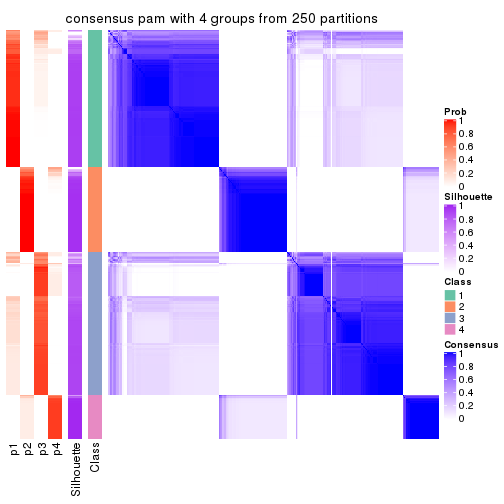 consensus pam with 4 groups from 250 partitions
Prob
1
0.8
0.6
0.4
0.2
0
Silhouette
1
0.8
0.6
0.4
0.2
0
Class
1
2
3
4
Consensus
1
0.8
0.6
0.4
0.2
0
p1
p2
p3
p4
Silhouette
Class